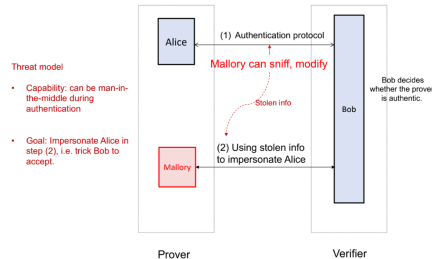 Alice
(1) Authentication protocol
Threat model
Mallory can sniff, modify
• Capability: can be man-in-
the-middle during
authentication
Bob decides
whether the prover
is authentic.
Stolen info
Bob
• Goal: Impersonate Alice in
step (2), i.e. trick Bob to
accept.
(2) Using stolen info
to impersonate Alice
Mallory
Prover
Verifier